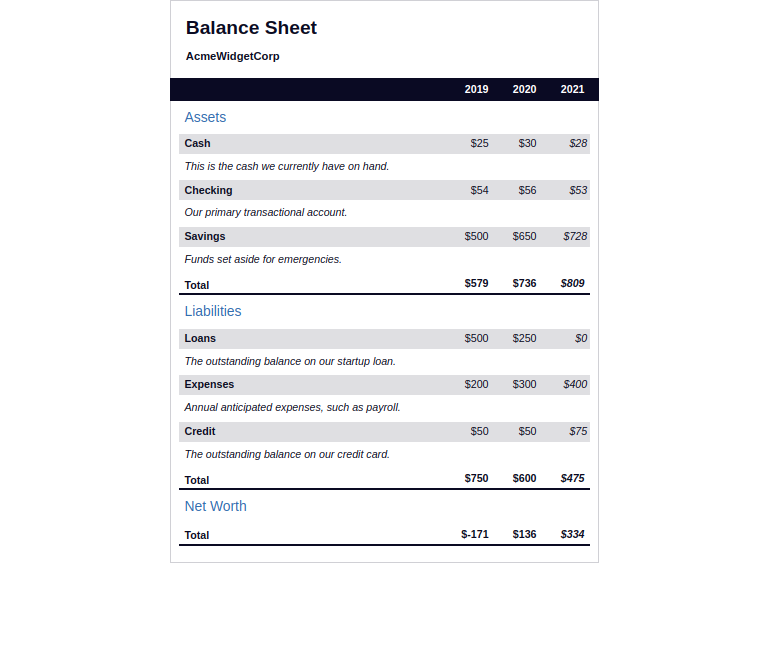 Balance Sheet
AcmeWidgetCorp
2019 2020 2021
Assets
Cash $25 $30 $28
This is the cash we currently have on hand.
Checking $54 $56 $53
Our primary transactional account.
Savings $500 $650 $728
Funds set aside for emergencies.
Total $579 $736 $809
Liabilities
Loans $500 $250 $0
The outstanding balance on our startup loan.
Expenses $200 $300 $400
Annual anticipated expenses, such as payroll.
Credit $50 $50 $75
The outstanding balance on our credit card.
Total $750 $600 $475
Net Worth
Total $-171 $136 $334